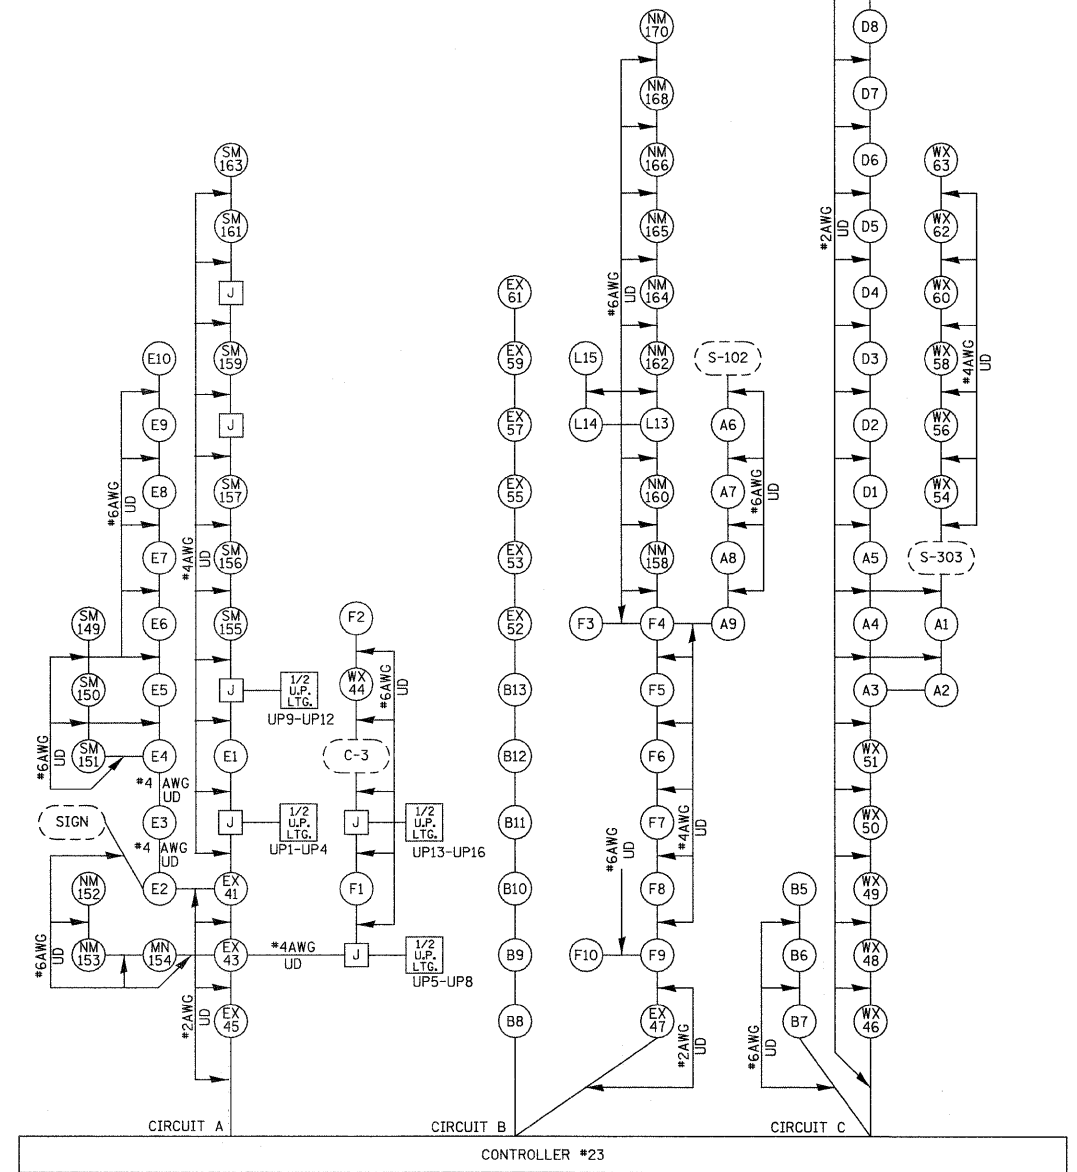 NM
170
D8
NM
168
D7
SM
163
NM
166
D6
WX
63
SM
161
NM
165
#2AWG
UD
D5
WX
62
J
EX
61
#6AWG
UD
NM
164
D4
WX
60
E10
SM
159
EX
59
L15
NM
162
S-102
D3
WX
58
#4AWG
UD
E9
J
EX
57
L14
L13
A6
D2
WX
56
#6AWG
UD
E8
SM
157
EX
55
NM
160
A7
#6AWG
UD
D1
WX
54
#4AWG
UD
E7
SM
156
EX
53
NM
158
A8
A5
S-303
SM
149
E6
SM
155
F2
EX
52
F3
F4
A9
A4
A1
SM
150
E5
J
1/2
U.P.
LTG.
UP9-UP12
WX
44
#6AWG
UD
B13
F5
A3
A2
#6AWG
UD
SM
151
E4
E1
C-3
B12
F6
WX
51
#4 AWG
UD
SIGN
E3
J
1/2
U.P.
LTG.
UP1-UP4
J
1/2
U.P.
LTG.
UP13-UP16
B11
F7
#4AWG
UD
WX
50
#4 AWG
UD
#6AWG
UD
NM
152
E2
EX
41
F1
B10
F8
B5
WX
49
#6AWG
UD
NM
153
MN
154
EX
43
#4AWG
UD
J
1/2
U.P.
LTG.
UP5-UP8
B9
F10
F9
B6
WX
48
#2AWG
UD
EX
45
B8
EX
47
#2AWG
UD
#6AWG
UD
B7
WX
46
CIRCUIT A
CIRCUIT B
CIRCUIT C
CONTROLLER #23